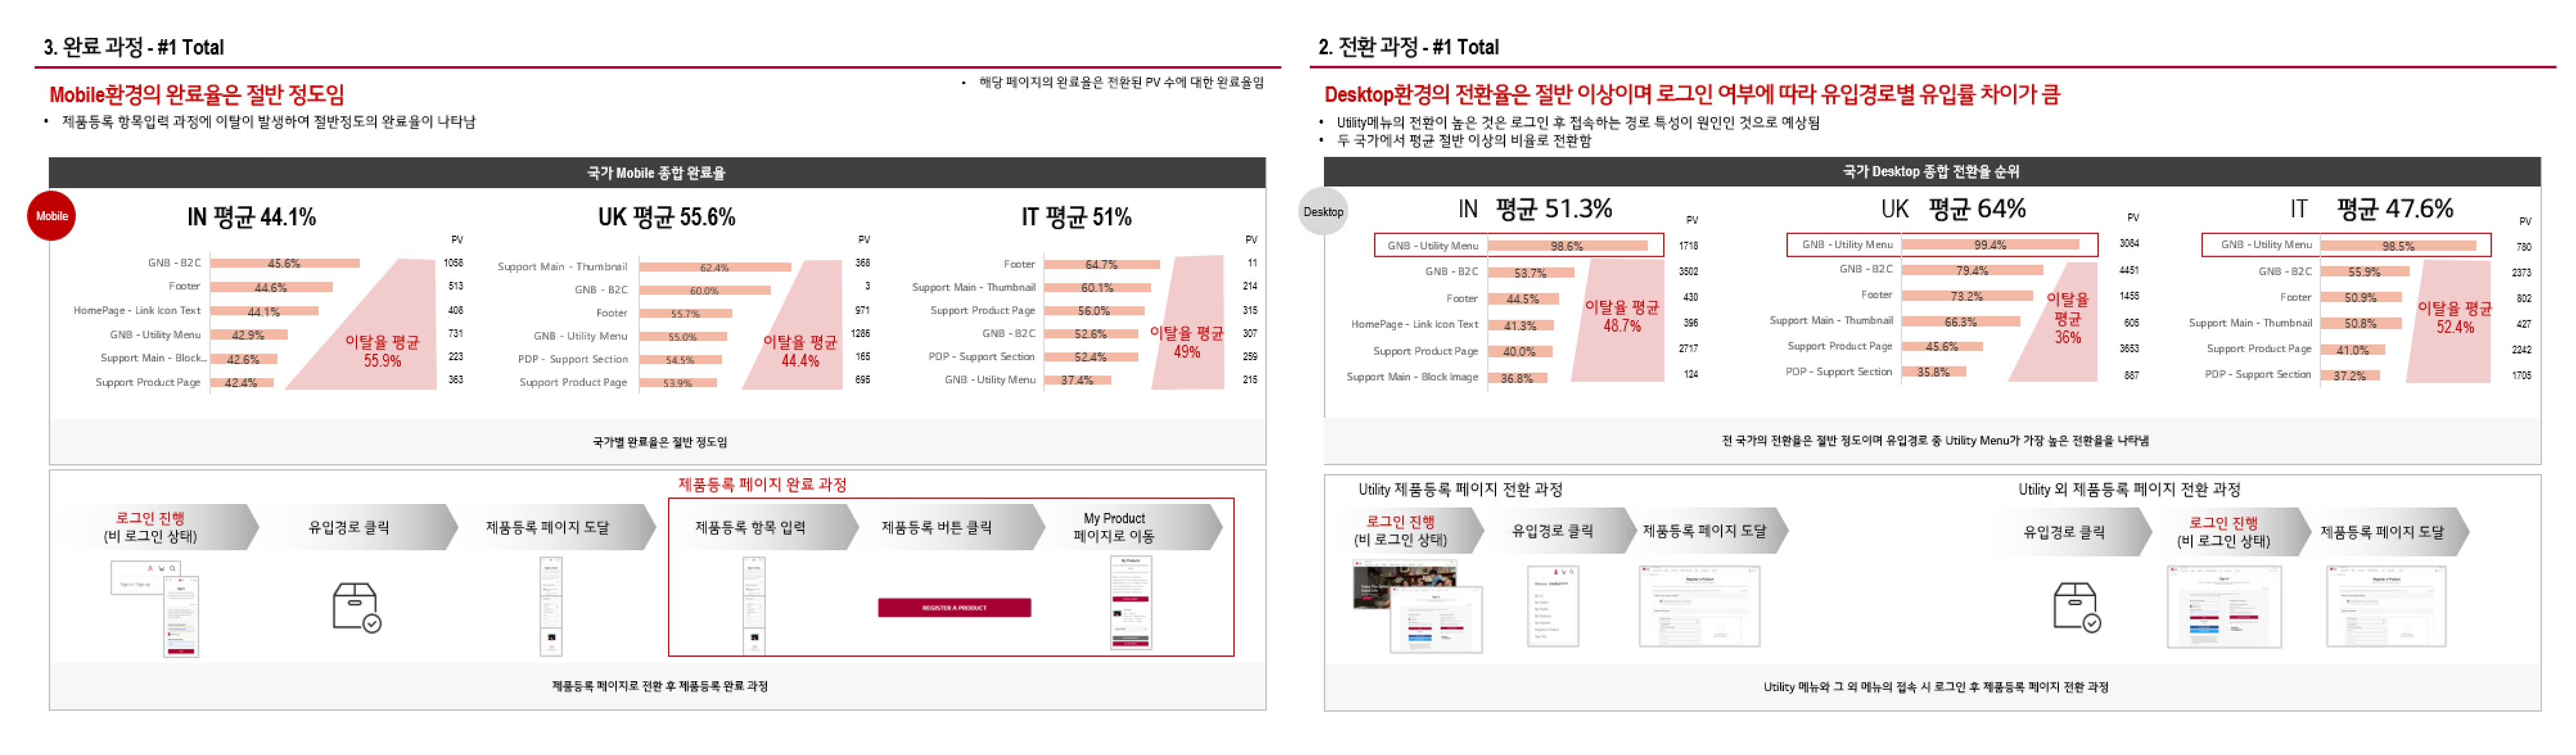 3. 완료 과정 - #1 Total
Mobile환경의 완료율은 절반 정도임
• 해당 페이지의 완료율은 전환된 PV 수에 대한 완료율임
• 제품등록 항목입력 과정에 이탈이 발생하여 절반정도의 완료율이 나타남
국가 Mobile 종합 완료율
Mobile
IN 평균 44.1%
PV
GNB - B2C 45.6% 1058
Footer 44.6% 513
HomePage - Link Icon Text 44.1% 408
GNB - Utility Menu 42.9% 731
Support Main - Block... 42.6% 223
Support Product Page 42.4% 363
이탈율 평균
55.9%
UK 평균 55.6%
PV
Support Main - Thumbnail 62.4% 368
GNB - B2C 60.0% 3
Footer 55.7% 971
GNB - Utility Menu 55.0% 1286
PDP - Support Section 54.5% 165
Support Product Page 53.9% 695
이탈율 평균
44.4%
IT 평균 51%
PV
Footer 64.7% 11
Support Main - Thumbnail 60.1% 214
Support Product Page 56.0% 315
GNB - B2C 52.6% 307
PDP - Support Section 52.4% 259
GNB - Utility Menu 37.4% 215
이탈율 평균
49%
국가별 완료율은 절반 정도임
제품등록 페이지 완료 과정
로그인 진행
(비 로그인 상태)
유입경로 클릭
제품등록 페이지 도달
제품등록 항목 입력
제품등록 버튼 클릭
My Product
페이지로 이동
REGISTER A PRODUCT
제품등록 페이지로 전환 후 제품등록 완료 과정
2. 전환 과정 - #1 Total
Desktop환경의 전환율은 절반 이상이며 로그인 여부에 따라 유입경로별 유입률 차이가 큼
• Utility메뉴의 전환이 높은 것은 로그인 후 접속하는 경로 특성이 원인인 것으로 예상됨
• 두 국가에서 평균 절반 이상의 비율로 전환함
국가 Desktop 종합 전환율 순위
Desktop
IN 평균 51.3%
PV
GNB - Utility Menu 98.6% 1718
GNB - B2C 53.7% 3502
Footer 44.5% 430
HomePage - Link Icon Text 41.3% 396
Support Product Page 40.0% 2717
Support Main - Block Image 36.8% 124
이탈율 평균
48.7%
UK 평균 64%
PV
GNB - Utility Menu 99.4% 3084
GNB - B2C 79.4% 4451
Footer 73.2% 1455
Support Main - Thumbnail 66.3% 605
Support Product Page 45.6% 3653
PDP - Support Section 35.8% 887
이탈율
평균
36%
IT 평균 47.6%
PV
GNB - Utility Menu 98.5% 780
GNB - B2C 55.9% 2373
Footer 50.9% 802
Support Main - Thumbnail 50.8% 427
Support Product Page 41.0% 2242
PDP - Support Section 37.2% 1705
이탈율 평균
52.4%
전 국가의 전환율은 절반 정도이며 유입경로 중 Utility Menu가 가장 높은 전환율을 나타냄
Utility 제품등록 페이지 전환 과정
로그인 진행
(비 로그인 상태)
유입경로 클릭
제품등록 페이지 도달
Utility 외 제품등록 페이지 전환 과정
유입경로 클릭
로그인 진행
(비 로그인 상태)
제품등록 페이지 도달
Utility 메뉴와 그 외 메뉴의 접속 시 로그인 후 제품등록 페이지 전환 과정